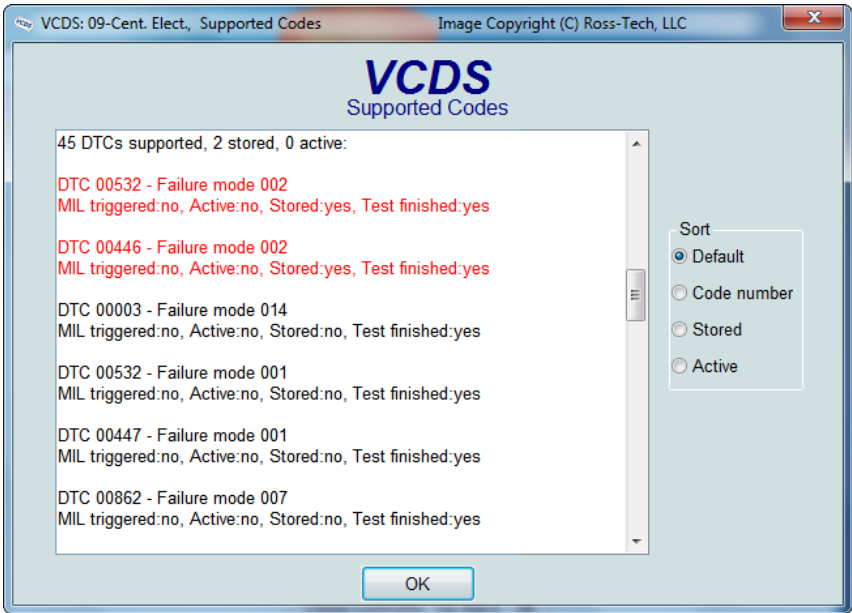 VCDS: 09-Cent. Elect., Supported Codes
Image Copyright (C) Ross-Tech, LLC
VCDS
Supported Codes
45 DTCs supported, 2 stored, 0 active:
DTC 00532 - Failure mode 002
MIL triggered:no, Active:no, Stored:yes, Test finished:yes
DTC 00446 - Failure mode 002
MIL triggered:no, Active:no, Stored:yes, Test finished:yes
DTC 00003 - Failure mode 014
MIL triggered:no, Active:no, Stored:no, Test finished:yes
DTC 00532 - Failure mode 001
MIL triggered:no, Active:no, Stored:no, Test finished:yes
DTC 00447 - Failure mode 001
MIL triggered:no, Active:no, Stored:no, Test finished:yes
DTC 00862 - Failure mode 007
MIL triggered:no, Active:no, Stored:no, Test finished:yes
Sort
Default
Code number
Stored
Active
OK